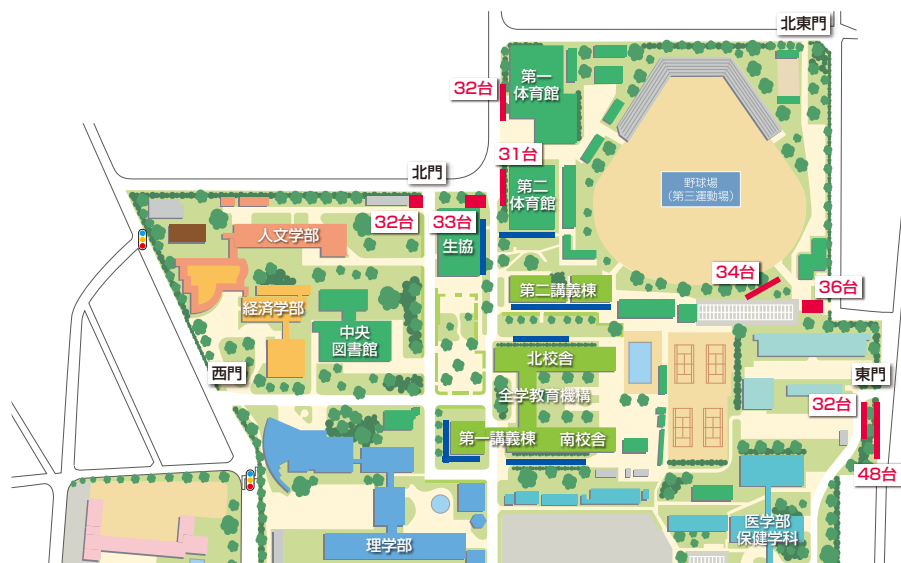 北東門
第一
体育館
32台
31台
北門
第二
体育館
野球場
(第三運動場)
32台
33台
人文学部
生協
34台
36台
第二講義棟
経済学部
中央
図書館
北校舎
西門
東門
全学教育機構
32台
第一講義棟
南校舎
48台
医学部
保健学科
理学部